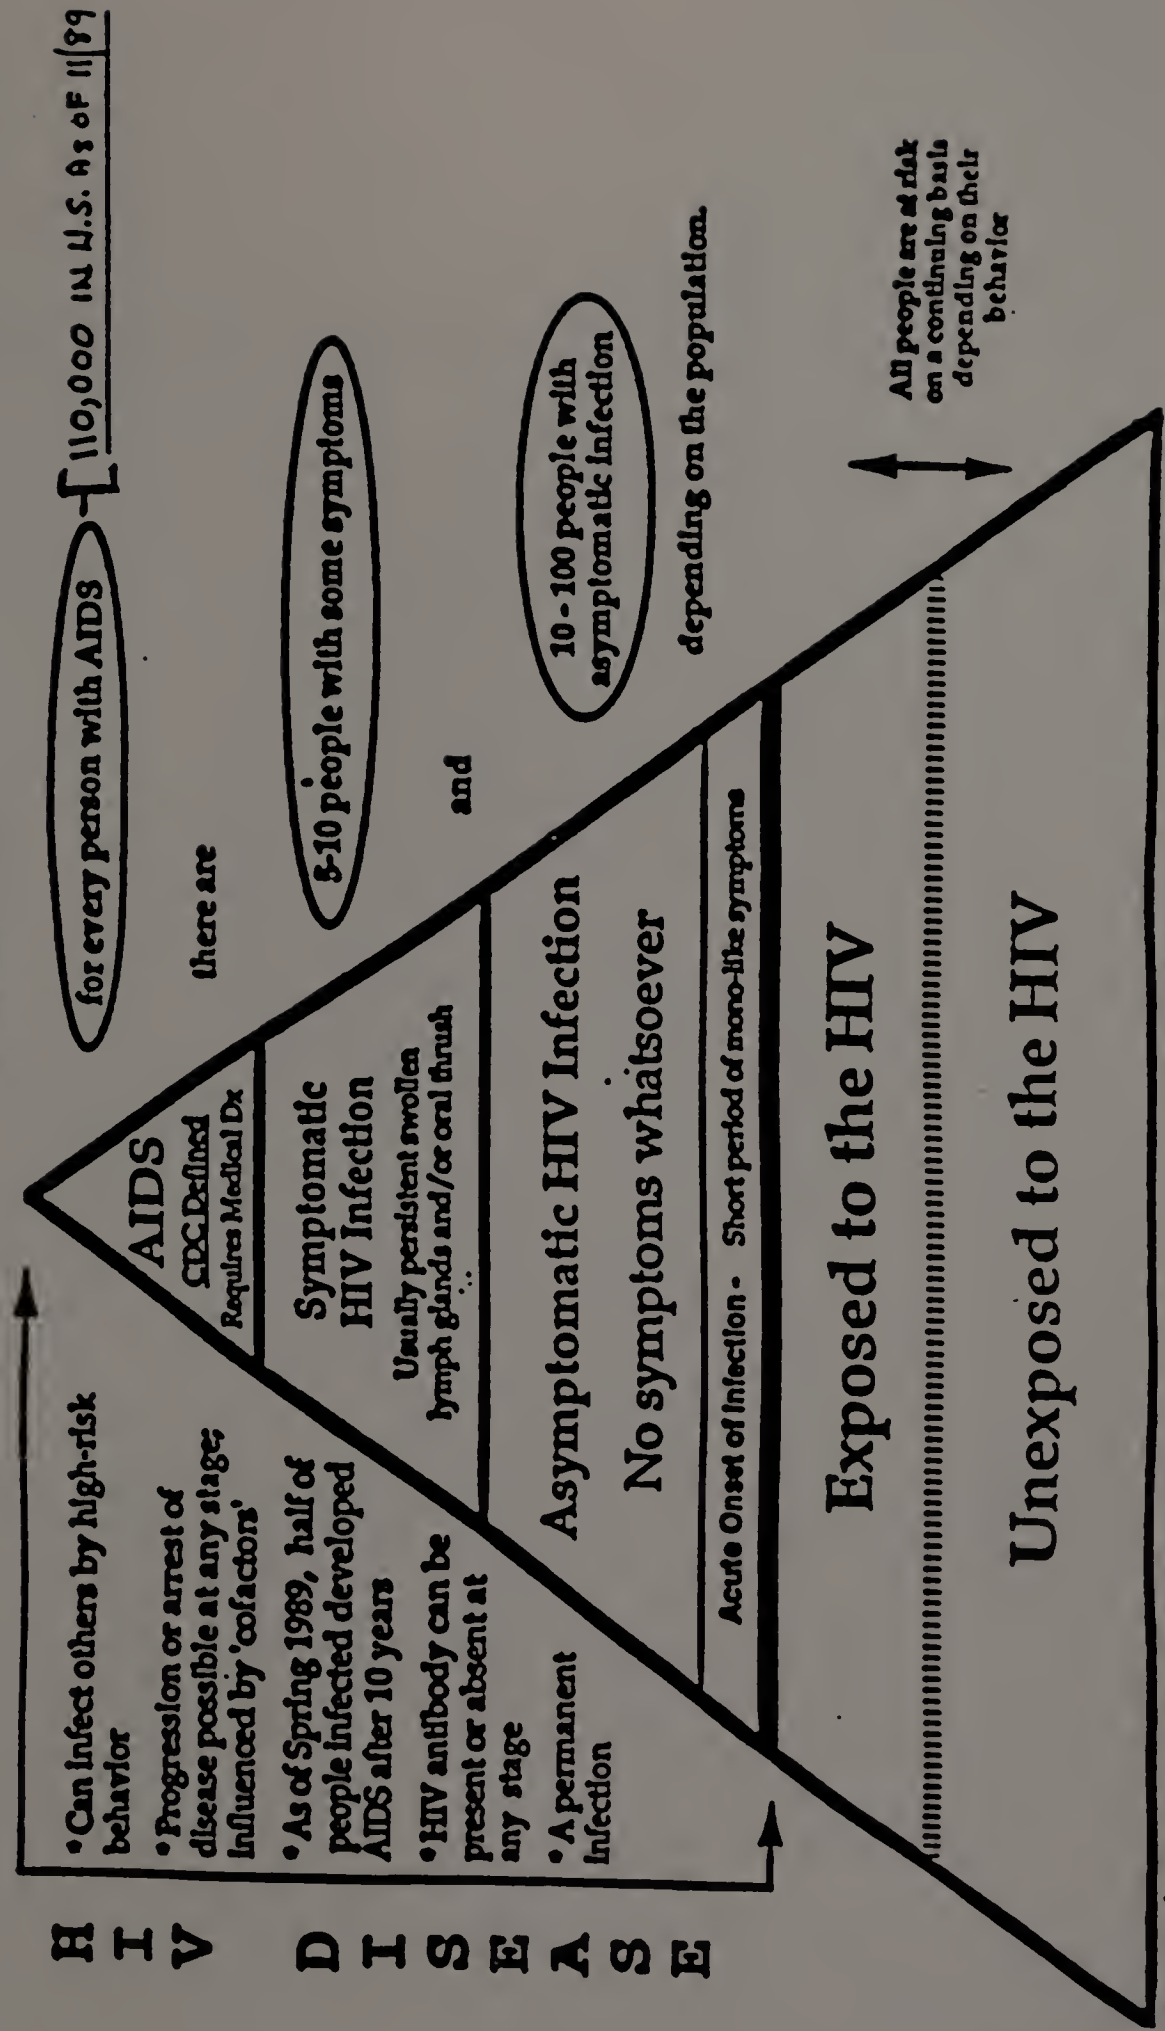 HIV DISEASE
*Can infect others by high-risk
behavior
*Progression or arrest of
disease possible at any stage;
influenced by 'cofactors'
*As of Spring 1989, half of
people infected developed
AIDS after 10 years
*HIV antibody can be
present or absent at
any stage
*A permanent
infection
AIDS
CDC Defined
Requires Medical Dx
Symptomatic
HIV Infection
Usually persistent swollen
lymph glands and/or oral thrush
Asymptomatic HIV Infection
No symptoms whatsoever
Acute Onset of Infection - Short period of mono-like symptoms
Exposed to the HIV
Unexposed to the HIV
for every person with AIDS
110,000 IN U.S. AS OF 11/89
there are
5-10 people with some symptoms
and
10 - 100 people with
asymptomatic infection
depending on the population.
All people are at risk
on a continuing basis
depending on their
behavior